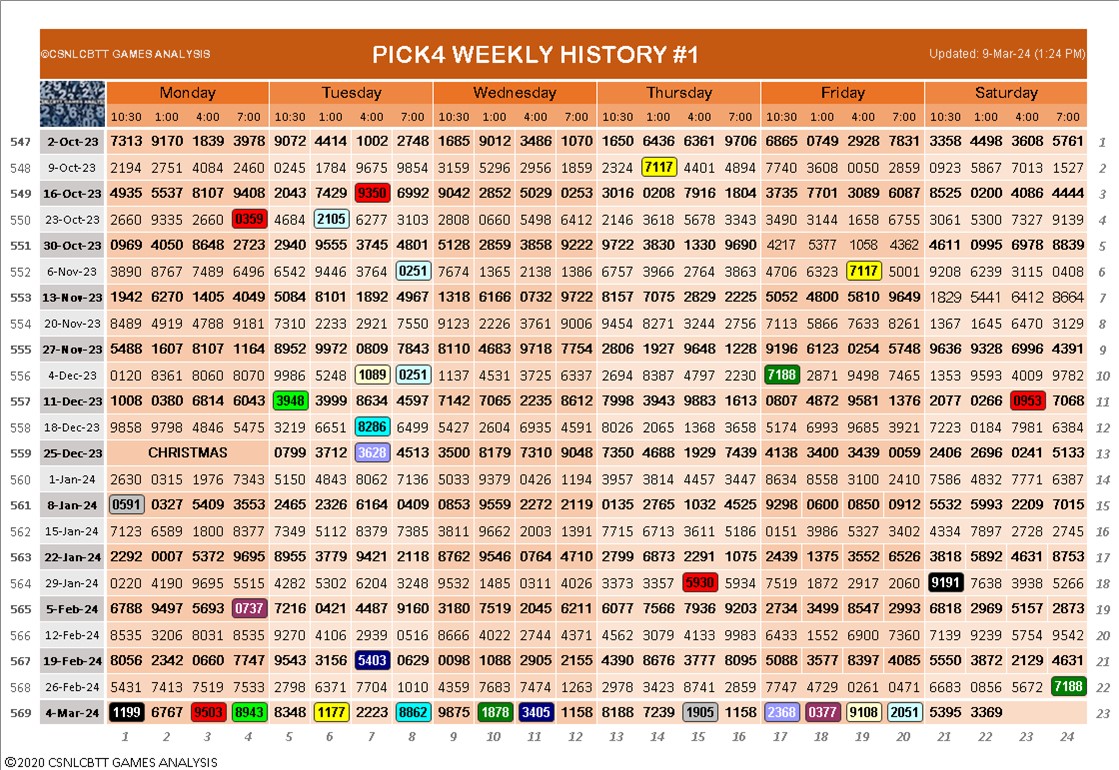 ©CSNLCBTT GAMES ANALYSIS PICK4 WEEKLY HISTORY #1 Updated: 9-Mar-24 (1:24 PM)
Monday Tuesday Wednesday Thursday Friday Saturday
10:30 1:00 4:00 7:00 10:30 1:00 4:00 7:00 10:30 1:00 4:00 7:00 10:30 1:00 4:00 7:00 10:30 1:00 4:00 7:00 10:30 1:00 4:00 7:00
547 2-Oct-23 7313 9170 1839 3978 9072 4414 1002 2748 1685 9012 3486 1070 1650 6436 6361 9706 6865 0749 2928 7831 3358 4498 3608 5761 1
548 9-Oct-23 2194 2751 4084 2460 0245 1784 9675 9854 3159 5296 2956 1859 2324 7117 4401 4894 7740 3608 0050 2859 0923 5867 7013 1527 2
549 16-Oct-23 4935 5537 8107 9408 2043 7429 9350 6992 9042 2852 5029 0253 3016 0208 7916 1804 3735 7701 3089 6087 8525 0200 4086 4444 3
550 23-Oct-23 2660 9335 2660 0359 4684 2105 6277 3103 2808 0660 5498 6412 2146 3618 5678 3343 3490 3144 1658 6755 3061 5300 7327 9139 4
551 30-Oct-23 0969 4050 8648 2723 2940 9555 3745 4801 5128 2859 3858 9222 9722 3830 1330 9690 4217 5377 1058 4362 4611 0995 6978 8839 5
552 6-Nov-23 3890 8767 7489 6496 6542 9446 3764 0251 7674 1365 2138 1386 6757 3966 2764 3863 4706 6323 7117 5001 9208 6239 3115 0408 6
553 13-Nov-23 1942 6270 1405 4049 5084 8101 1892 4967 1318 6166 0732 9722 8157 7075 2829 2225 5052 4800 5810 9649 1829 5441 6412 8664 7
554 20-Nov-23 8489 4919 4788 9181 7310 2233 2921 7550 9123 2226 3761 9006 9454 8271 3244 2756 7113 5866 7633 8261 1367 1645 6470 3129 8
555 27-Nov-23 5488 1607 8107 1164 8952 9972 0809 7843 8110 4683 9718 7754 2806 1927 9648 1228 9196 6123 0254 5748 9636 9328 6996 4391 9
556 4-Dec-23 0120 8361 8060 8070 9986 5248 1089 0251 1137 4531 3725 6337 2694 8387 4797 2230 7188 2871 9498 7465 1353 9593 4009 9782 10
557 11-Dec-23 1008 0380 6814 6043 3948 3999 8634 4597 7142 7065 2235 8612 7998 3943 9883 1613 0807 4872 9581 1376 2077 0266 0953 7068 11
558 18-Dec-23 9858 9798 4846 5475 3219 6651 8286 6499 5427 2604 6935 4591 8026 2065 1368 3658 5174 6993 9685 3921 7223 0184 7981 6384 12
559 25-Dec-23 CHRISTMAS 0799 3712 3628 4513 3500 8179 7310 9048 7350 4688 1929 7439 4138 3400 3439 0059 2406 2696 0241 5133 13
560 1-Jan-24 2630 0315 1976 7343 5150 4843 8062 7136 5033 9379 0426 1194 3957 3814 4457 3447 8634 8558 3100 2410 7586 4832 7771 6387 14
561 8-Jan-24 0591 0327 5409 3553 2465 2326 6164 0409 0853 9559 2272 2119 0135 2765 1032 4525 9298 0600 0850 0912 5532 5993 2209 7015 15
562 15-Jan-24 7123 6589 1800 8377 7349 5112 8379 7385 3811 9662 2003 1391 7715 6713 3611 5186 0151 3986 5327 3402 4334 7897 2728 2745 16
563 22-Jan-24 2292 0007 5372 9695 8955 3779 9421 2118 8762 9546 0764 4710 2799 6873 2291 1075 2439 1375 3552 6526 3818 5892 4631 8753 17
564 29-Jan-24 0220 4190 9695 5515 4282 5302 6204 3248 9532 1485 0311 4026 3373 3357 5930 5934 7519 1872 2917 2060 9191 7638 3938 5266 18
565 5-Feb-24 6788 9497 5693 0737 7216 0421 4487 9160 3180 7519 2045 6211 6077 7566 7936 9203 2734 3499 8547 2993 6818 2969 5157 2873 19
566 12-Feb-24 8535 3206 8031 8535 9270 4106 2939 0516 8666 4022 2744 4371 4562 3079 4133 9983 6433 1552 6900 7360 7139 9239 5754 9542 20
567 19-Feb-24 8056 2342 0660 7747 9543 3156 5403 0629 0098 1088 2905 2155 4390 8676 3777 8095 5088 3577 8397 4085 5550 3872 2129 4631 21
568 26-Feb-24 5431 7413 7519 7533 2798 6371 7704 1010 4359 7683 7474 1263 2978 3423 8741 2859 7747 4729 0261 0471 6683 0856 5672 7188 22
569 4-Mar-24 1199 6767 9503 8943 8348 1177 2223 8862 9875 1878 3405 1158 8188 7239 1905 1158 2368 0377 9108 2051 5395 3369 23
1 2 3 4 5 6 7 8 9 10 11 12 13 14 15 16 17 18 19 20 21 22 23 24
©2020 CSNLCBTT GAMES ANALYSIS